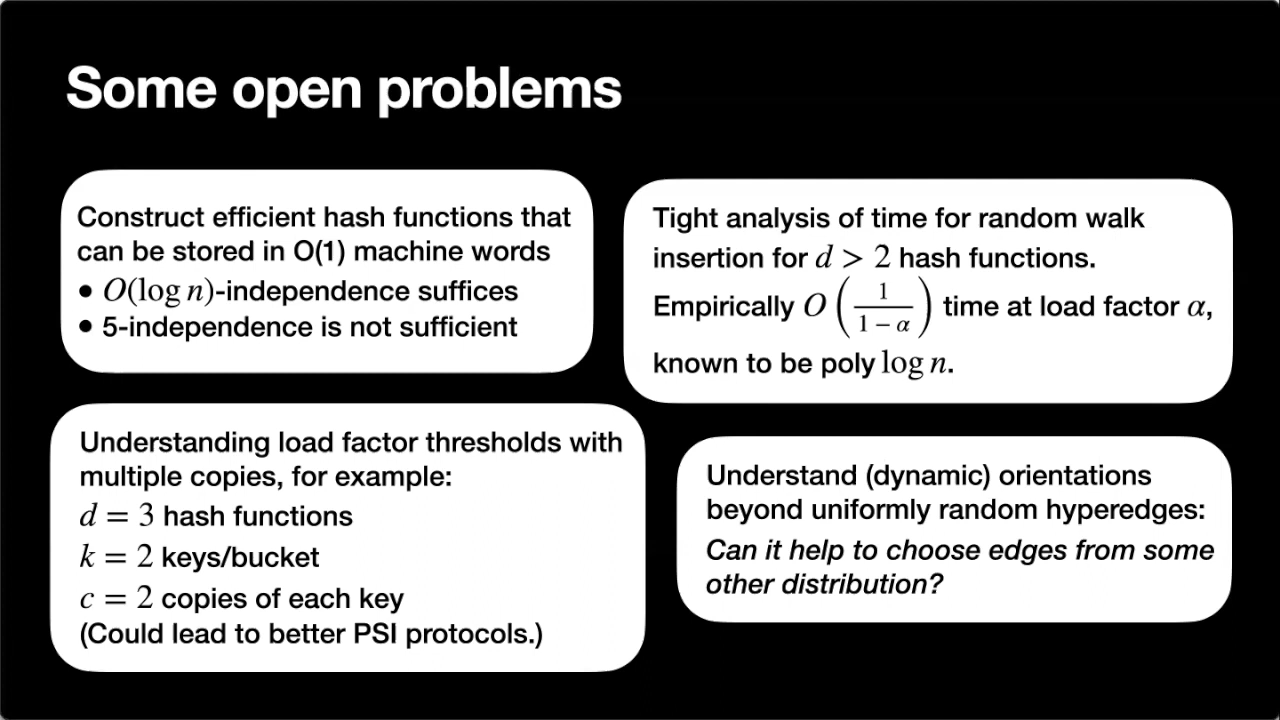 Some open problems
Construct efficient hash functions that
can be stored in O(1) machine words
• O(log n)-independence suffices
• 5-independence is not sufficient
Tight analysis of time for random walk
insertion for d > 2 hash functions.
Empirically O(1/(1 − α)) time at load factor α,
known to be poly log n.
Understanding load factor thresholds with
multiple copies, for example:
d = 3 hash functions
k = 2 keys/bucket
c = 2 copies of each key
(Could lead to better PSI protocols.)
Understand (dynamic) orientations
beyond uniformly random hyperedges:
Can it help to choose edges from some
other distribution?